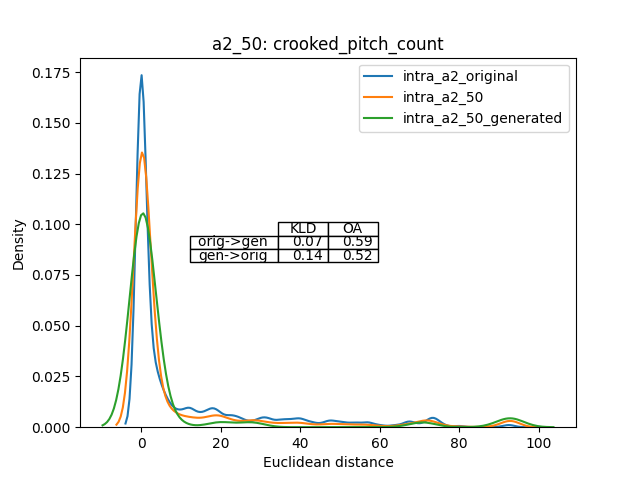 a2_50: crooked_pitch_count
intra_a2_original
intra_a2_50
intra_a2_50_generated
KLD OA
orig->gen 0.07 0.59
gen->orig 0.14 0.52
Density
0.175
0.150
0.125
0.100
0.075
0.050
0.025
0.000
0 20 40 60 80 100
Euclidean distance